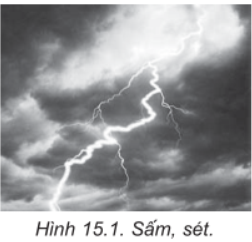 Hình 15.1. Sấm, sét.